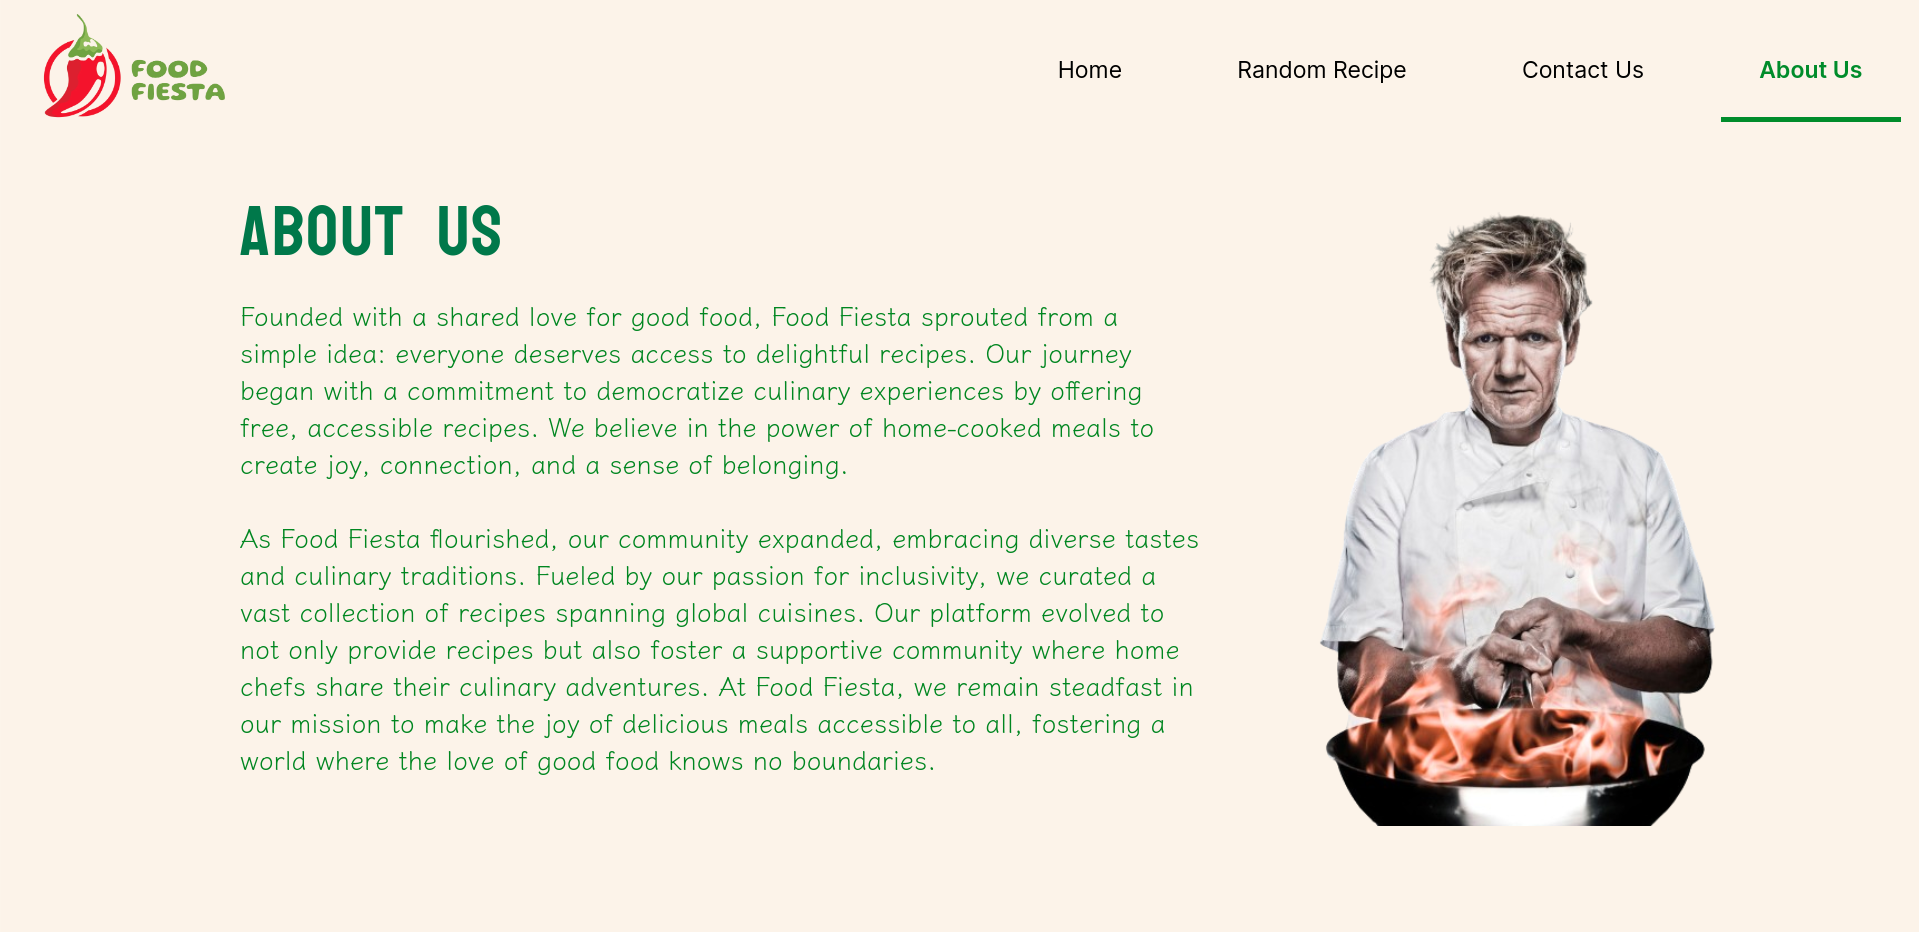 FOOD
FIESTA
Home
Random Recipe
Contact Us
About Us
ABOUT US
Founded with a shared love for good food, Food Fiesta sprouted from a
simple idea: everyone deserves access to delightful recipes. Our journey
began with a commitment to democratize culinary experiences by offering
free, accessible recipes. We believe in the power of home-cooked meals to
create joy, connection, and a sense of belonging.
As Food Fiesta flourished, our community expanded, embracing diverse tastes
and culinary traditions. Fueled by our passion for inclusivity, we curated a
vast collection of recipes spanning global cuisines. Our platform evolved to
not only provide recipes but also foster a supportive community where home
chefs share their culinary adventures. At Food Fiesta, we remain steadfast in
our mission to make the joy of delicious meals accessible to all, fostering a
world where the love of good food knows no boundaries.